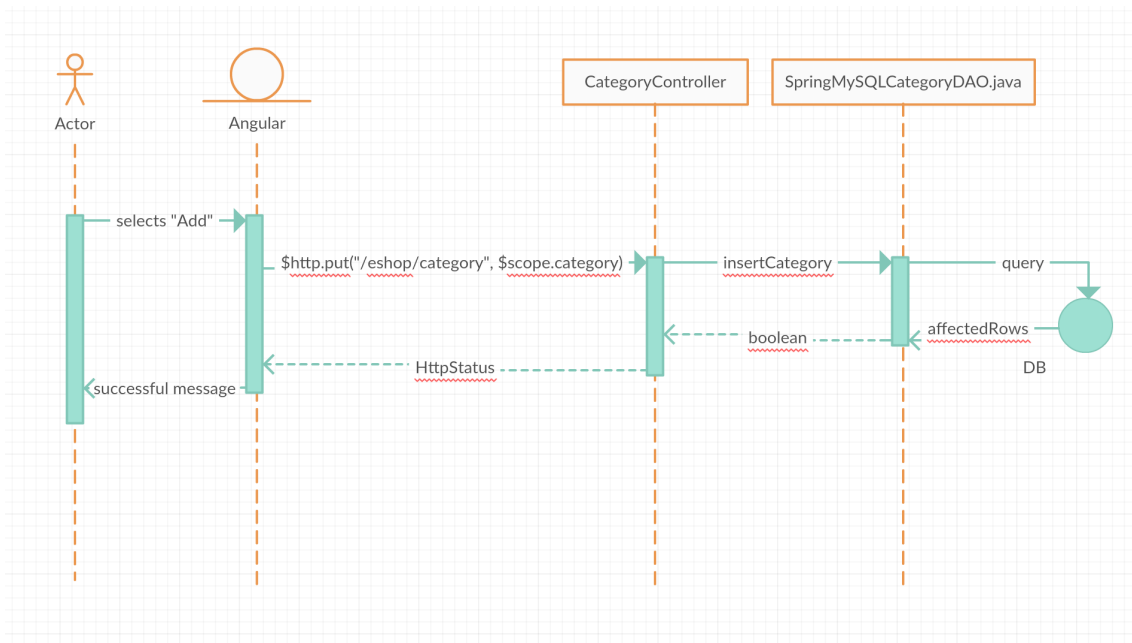 Actor
Angular
CategoryController
SpringMySQLCategoryDAO.java
selects "Add"
$http.put("/eshop/category", $scope.category)
insertCategory
query
affectedRows
boolean
DB
HttpStatus
successful message